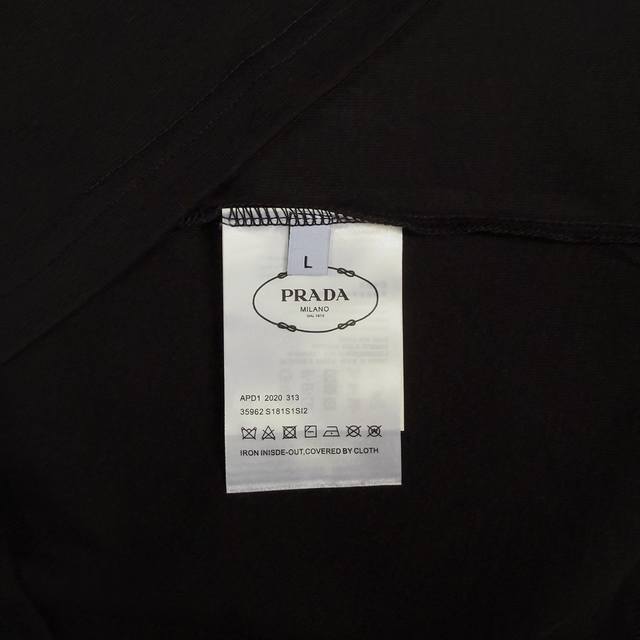 L
PRADA
MILANO
DAL 1913
APD1 2020 313
35962 S181S1SI2
IRON INISDE-OUT,COVERED BY CLOTH